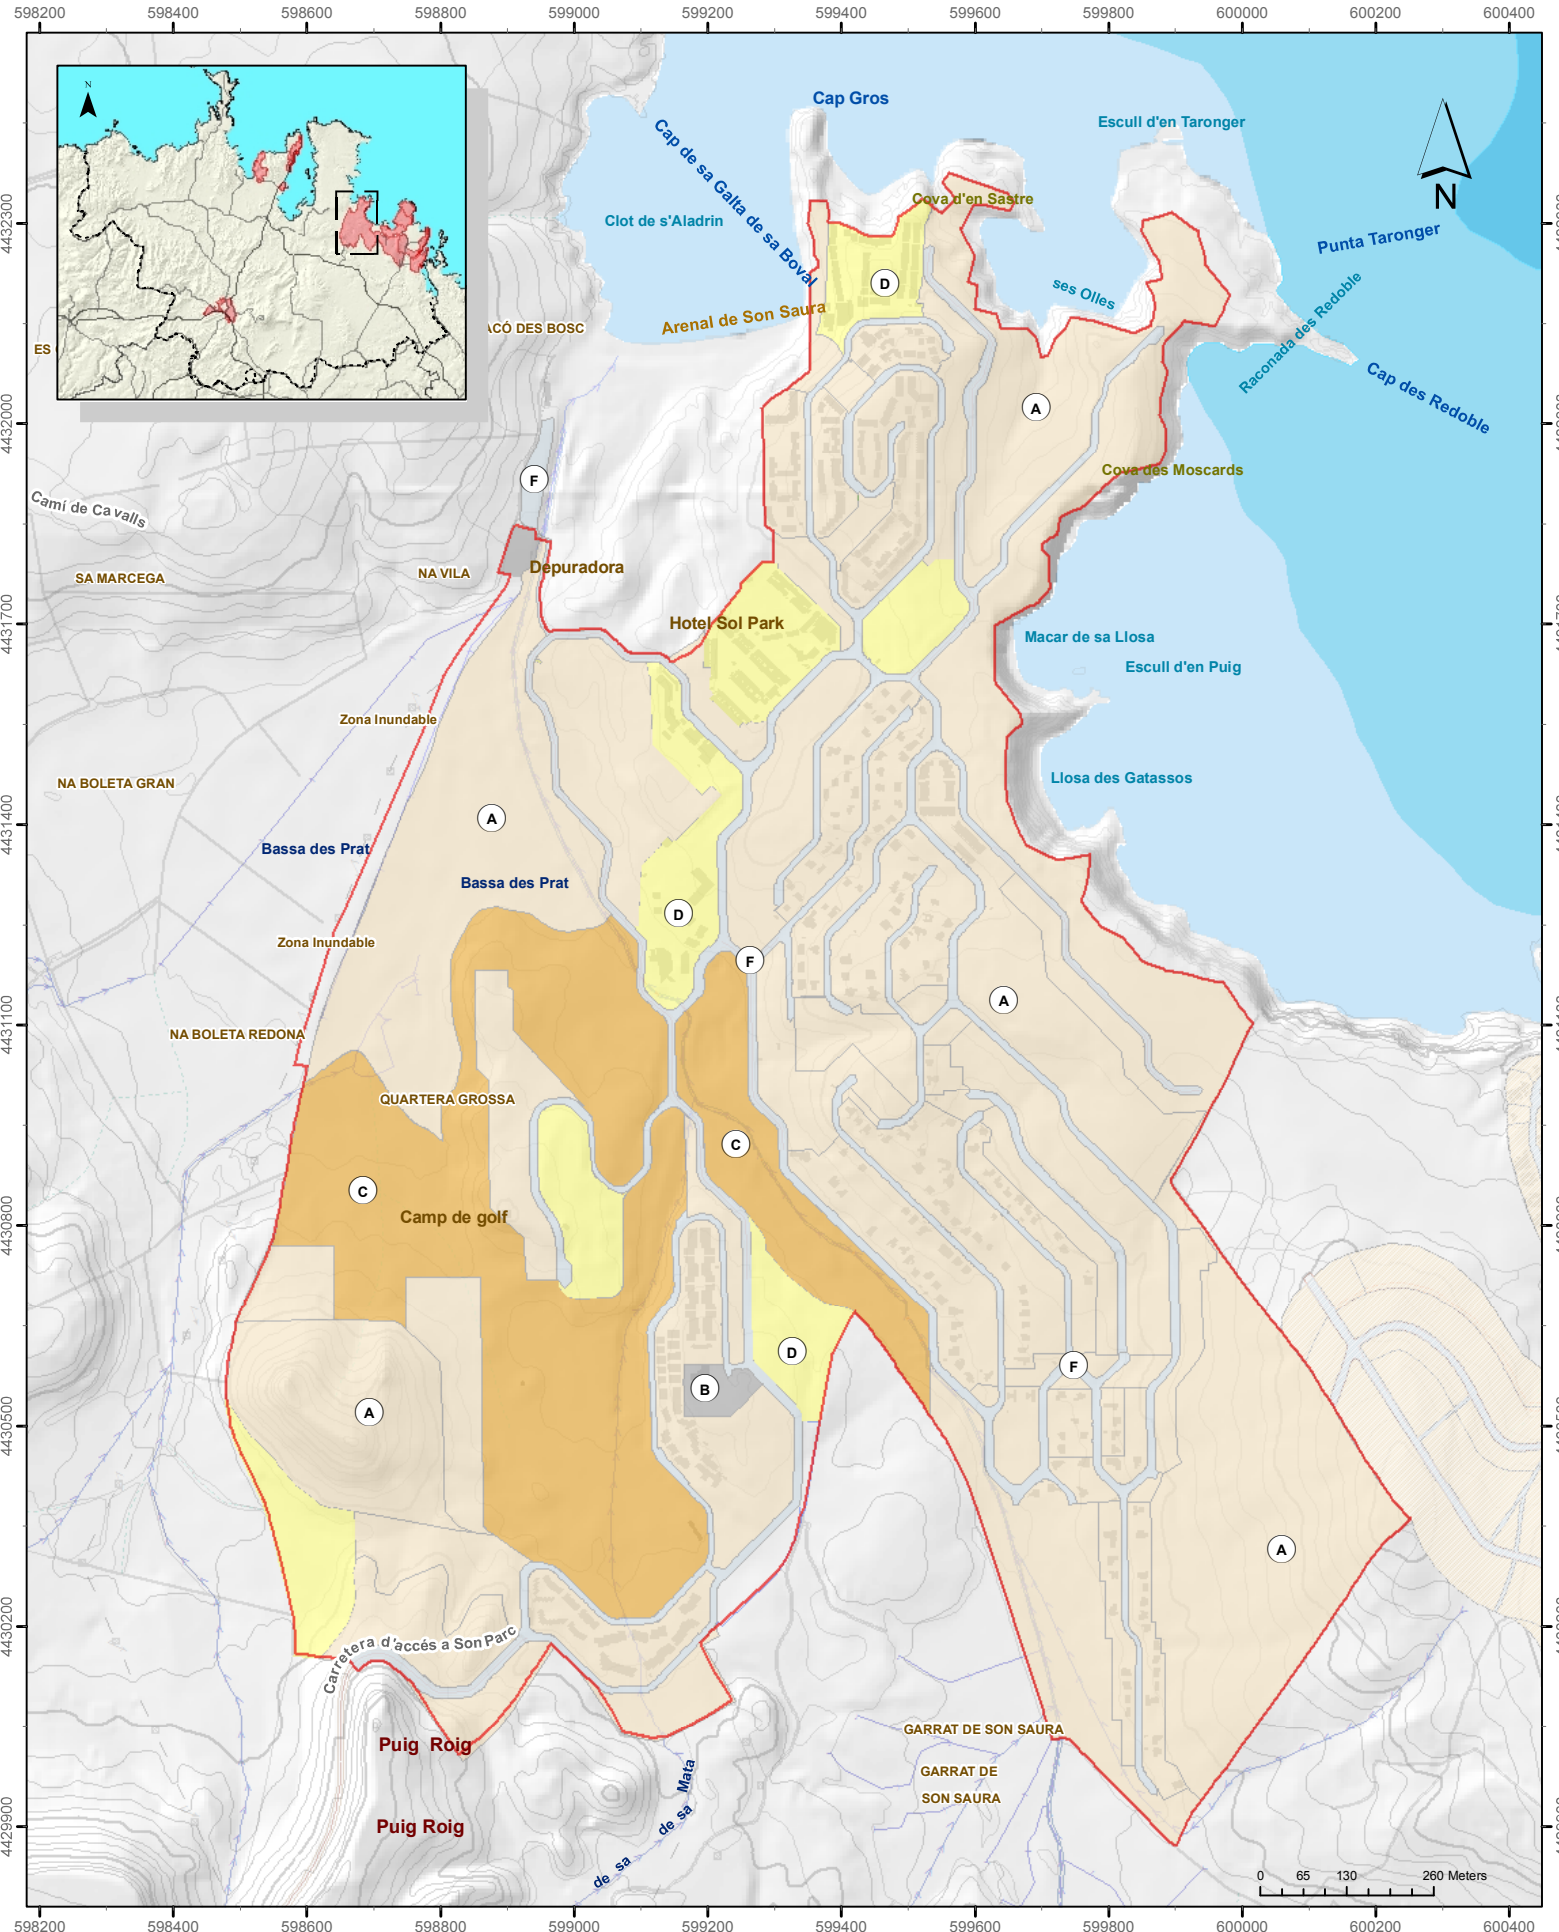 598200 598400 598600 598800 599000 599200 599400 599600 599800 600000 600200 600400
N
Cap Gros
Escull d'en Taronger
Cap de sa Galta de sa Boval
N
Cova d'en Sastre
4432300
Clot de s'Aladrin
Punta Taronger
D
ses Olles
Arenal de Son Saura
Raconada des Redoble
ACÓ DES BOSC
ES
Cap des Redoble
A
4432000
Cova des Moscards
F
Camí de Cavalls
Depuradora
NA VILA
SA MARCEGA
Hotel Sol Park
4431700
Macar de sa Llosa
Escull d'en Puig
Zona Inundable
Llosa des Gatassos
NA BOLETA GRAN
A
4431400
Bassa des Prat
Bassa des Prat
D
Zona Inundable
F
A
4431100
NA BOLETA REDONA
QUARTERA GROSSA
C
C
Camp de golf
4430800
D
F
B
A
4430500
A
4430200
Carretera d'accés a Son Parc
GARRAT DE SON SAURA
Puig Roig
GARRAT DE
SON SAURA
Mata
de sa
Puig Roig
4429900
de sa
0 65 130 260 Meters
598200 598400 598600 598800 599000 599200 599400 599600 599800 600000 600200 600400